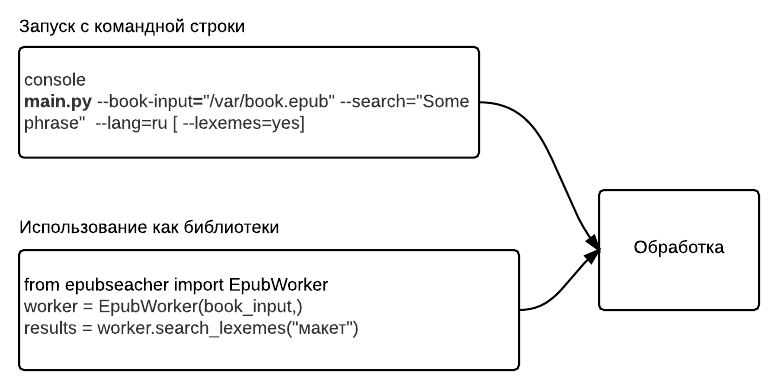 Запуск с командной строки
console
main.py --book-input="/var/book.epub" --search="Some
phrase"  --lang=ru [ --lexemes=yes]
Использование как библиотеки
from epubseacher import EpubWorker
worker = EpubWorker(book_input,)
results = worker.search_lexemes("макет")
Обработка